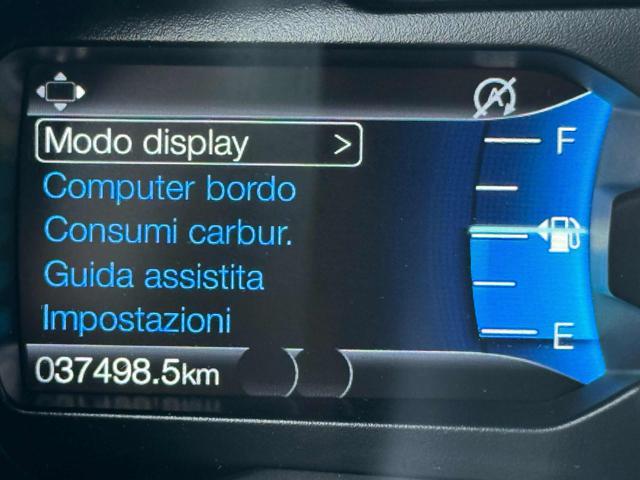 A
Modo display >
F
Computer bordo
Consumi carbur.
Guida assistita
Impostazioni
E
037498.5km